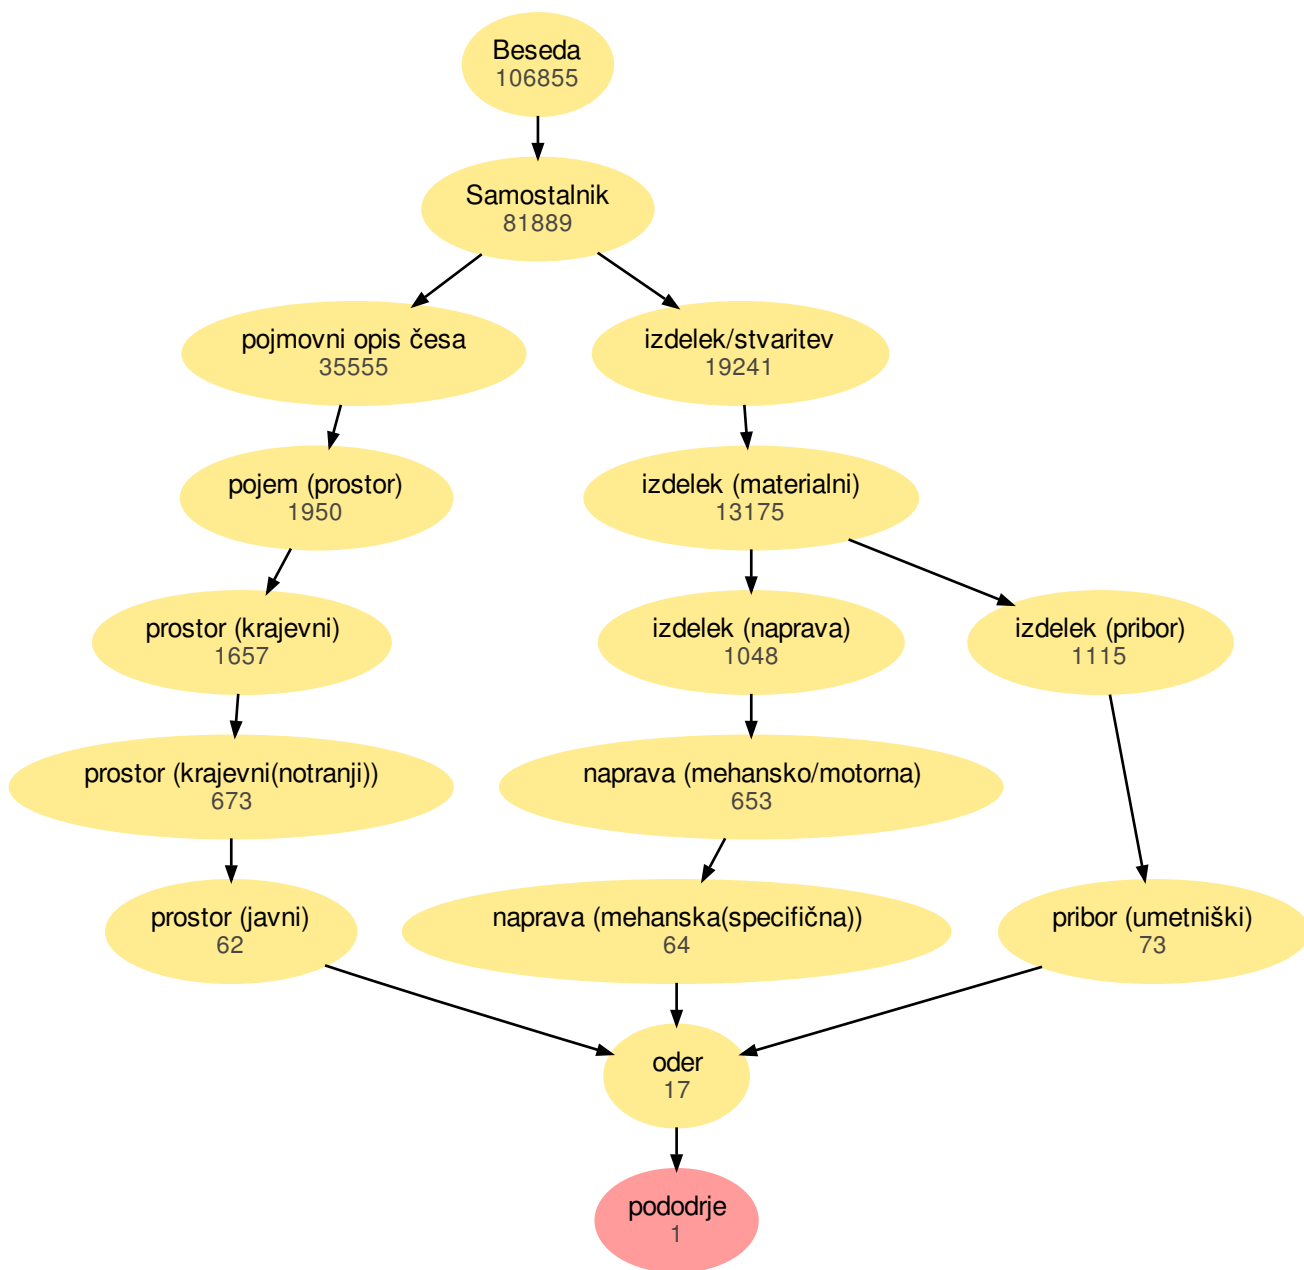 Beseda
106855
Samostalnik
81889
pojmovni opis česa
35555
izdelek/stvaritev
19241
pojem (prostor)
1950
izdelek (materialni)
13175
prostor (krajevni)
1657
izdelek (naprava)
1048
izdelek (pribor)
1115
prostor (krajevni(notranji))
673
naprava (mehansko/motorna)
653
prostor (javni)
62
naprava (mehanska(specifična))
64
pribor (umetniški)
73
oder
17
pododrje
1